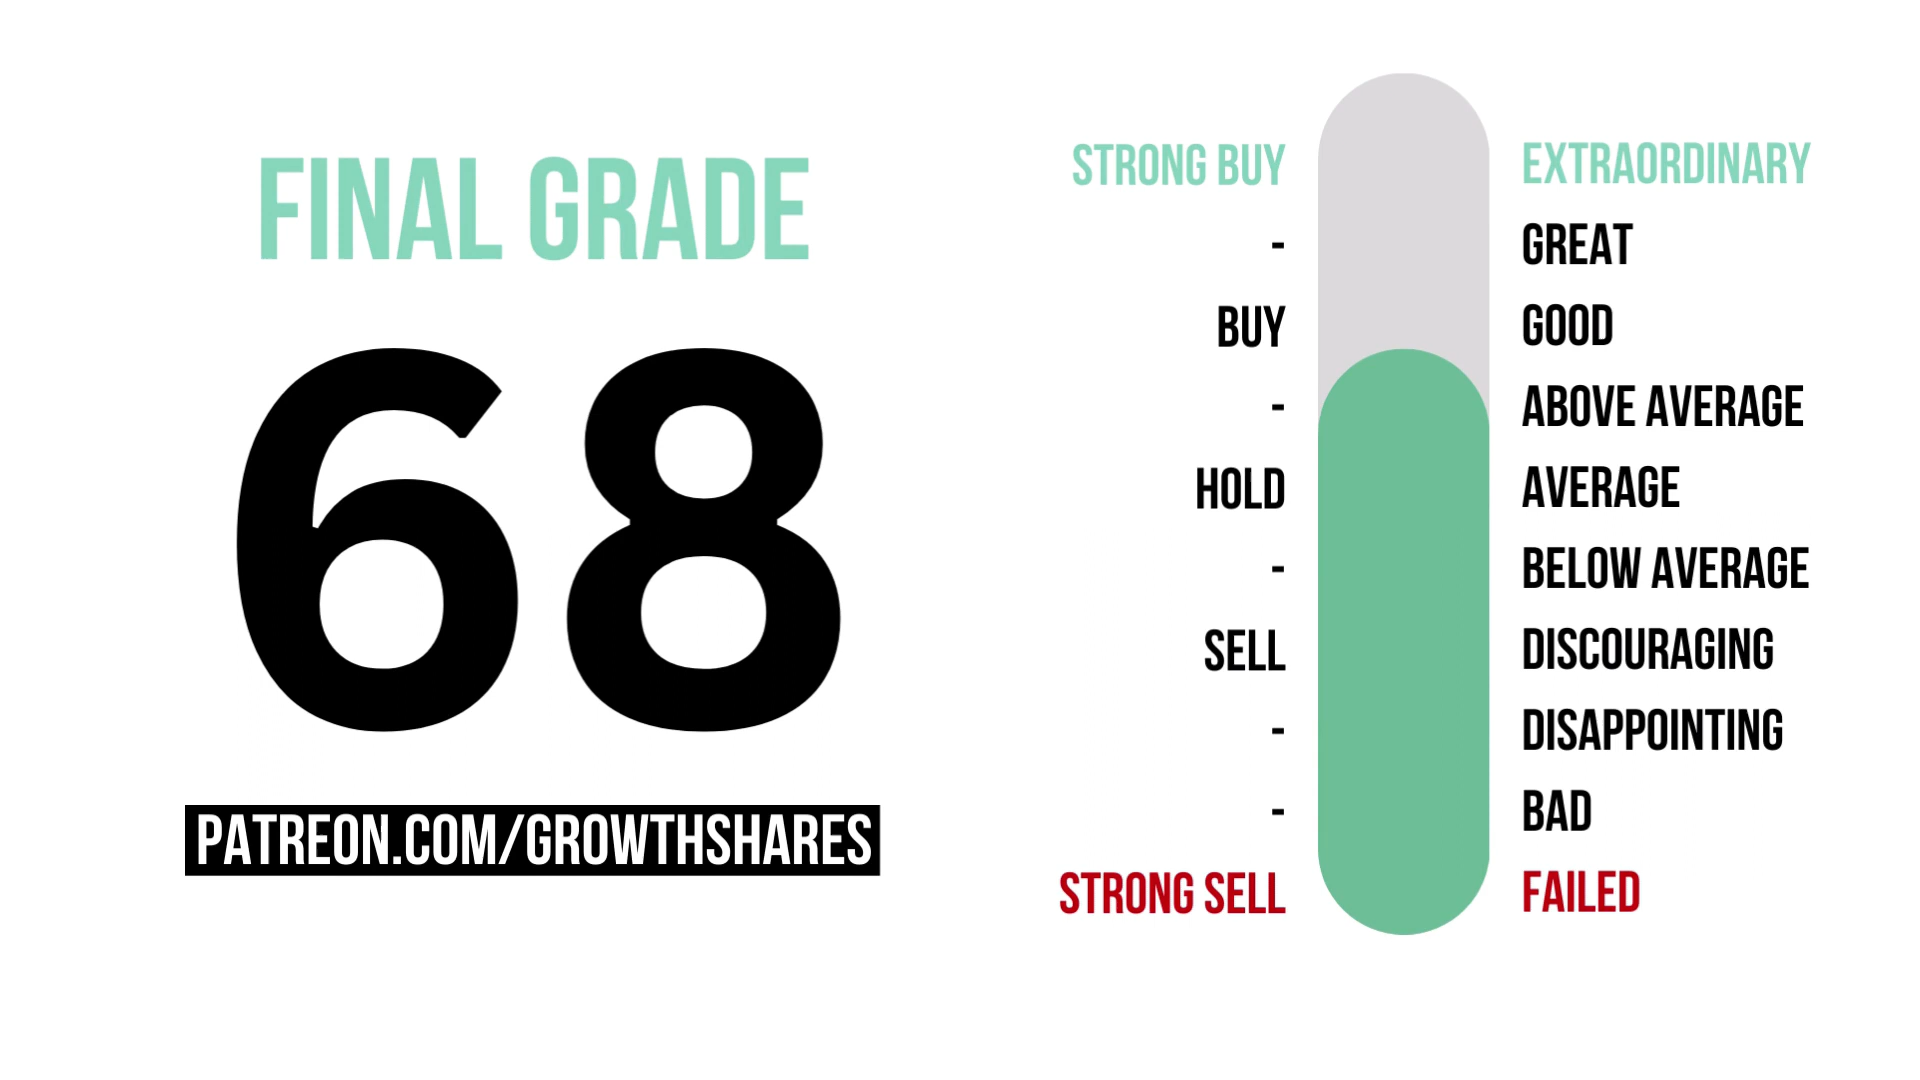 FINAL GRADE
68
PATREON.COM/GROWTHSHARES
STRONG BUY
-
BUY
-
HOLD
-
SELL
-
-
STRONG SELL
EXTRAORDINARY
GREAT
GOOD
ABOVE AVERAGE
AVERAGE
BELOW AVERAGE
DISCOURAGING
DISAPPOINTING
BAD
FAILED